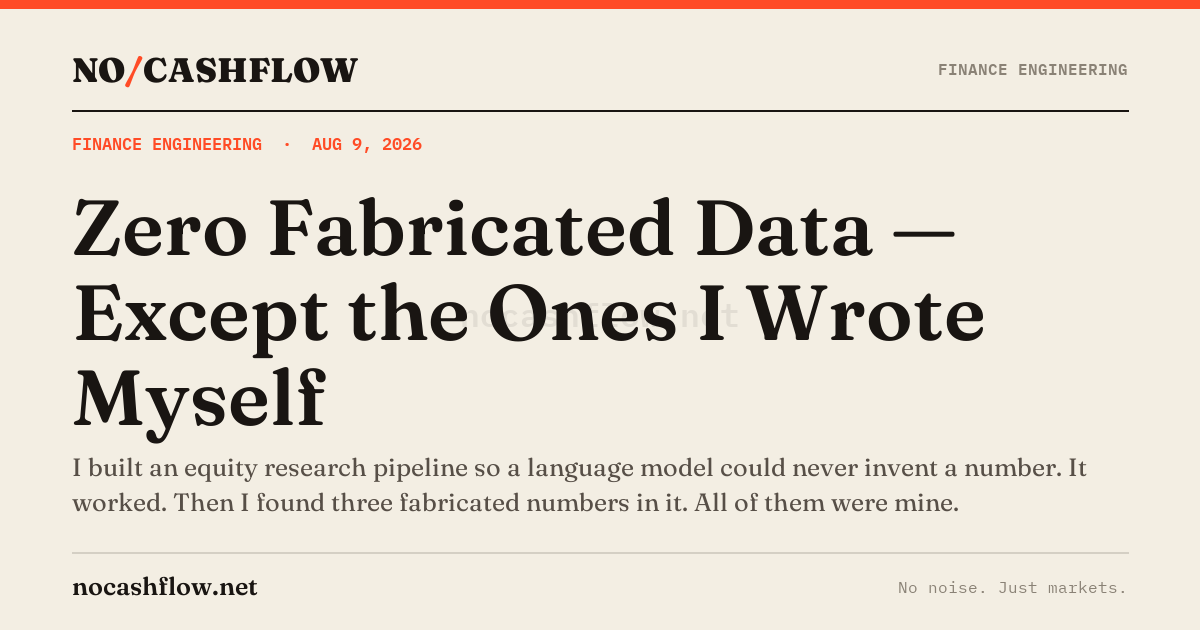 NO/CASHFLOW
FINANCE ENGINEERING
FINANCE ENGINEERING · AUG 9, 2026
Zero Fabricated Data —
Except the Ones I Wrote
Myself
nocashflow.net
I built an equity research pipeline so a language model could never invent a number. It
worked. Then I found three fabricated numbers in it. All of them were mine.
nocashflow.net
No noise. Just markets.